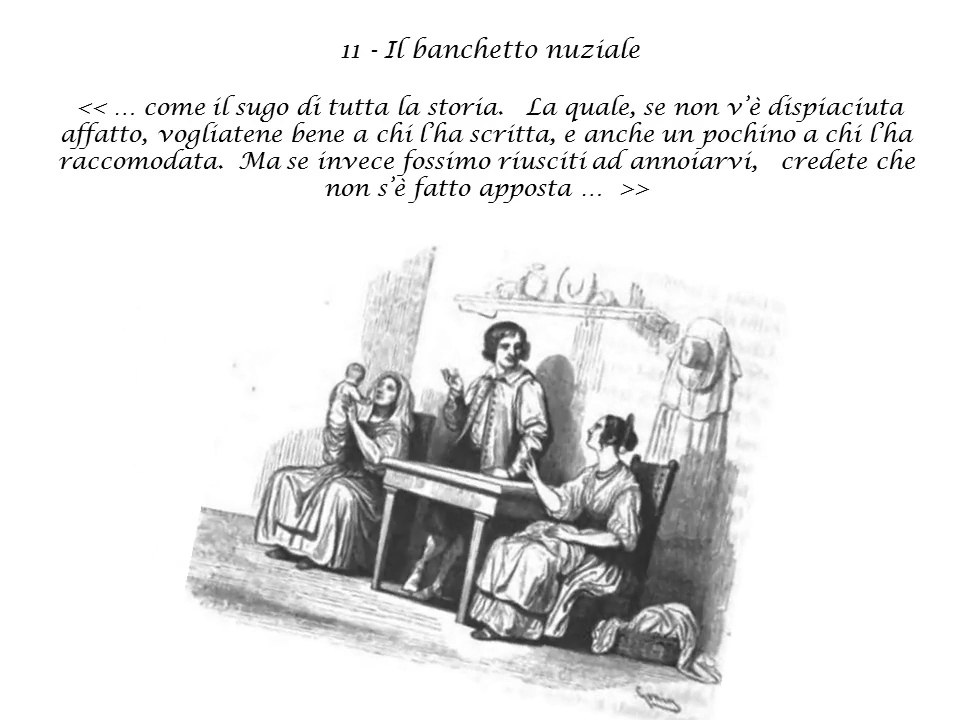 11 - Il banchetto nuziale
<< … come il sugo di tutta la storia. La quale, se non v'è dispiaciuta
affatto, vogliatene bene a chi l'ha scritta, e anche un pochino a chi l'ha
raccomodata. Ma se invece fossimo riusciti ad annoiarvi, credete che
non s'è fatto apposta … >>